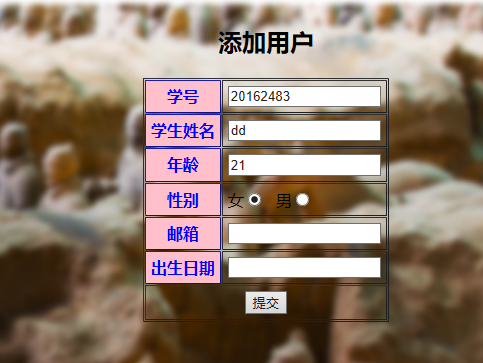 添加用户
学号 20162483
学生姓名 dd
年龄 21
性别 女 男
邮箱
出生日期
提交